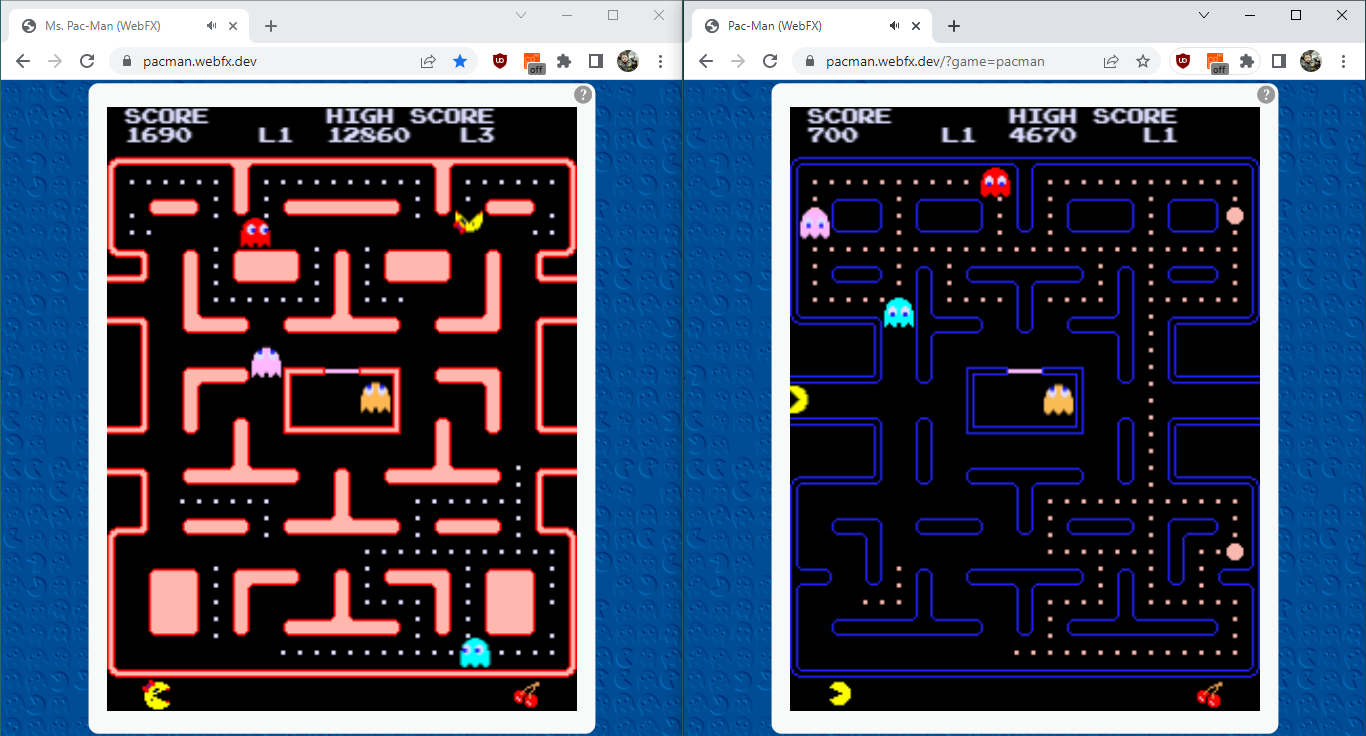 Ms. Pac-Man (WebFX)
pacman.webfx.dev
off
?
SCORE HIGH SCORE
1690 L1 12860 L3
Pac-Man (WebFX)
pacman.webfx.dev/?game=pacman
off
?
SCORE HIGH SCORE
700 L1 4670 L1